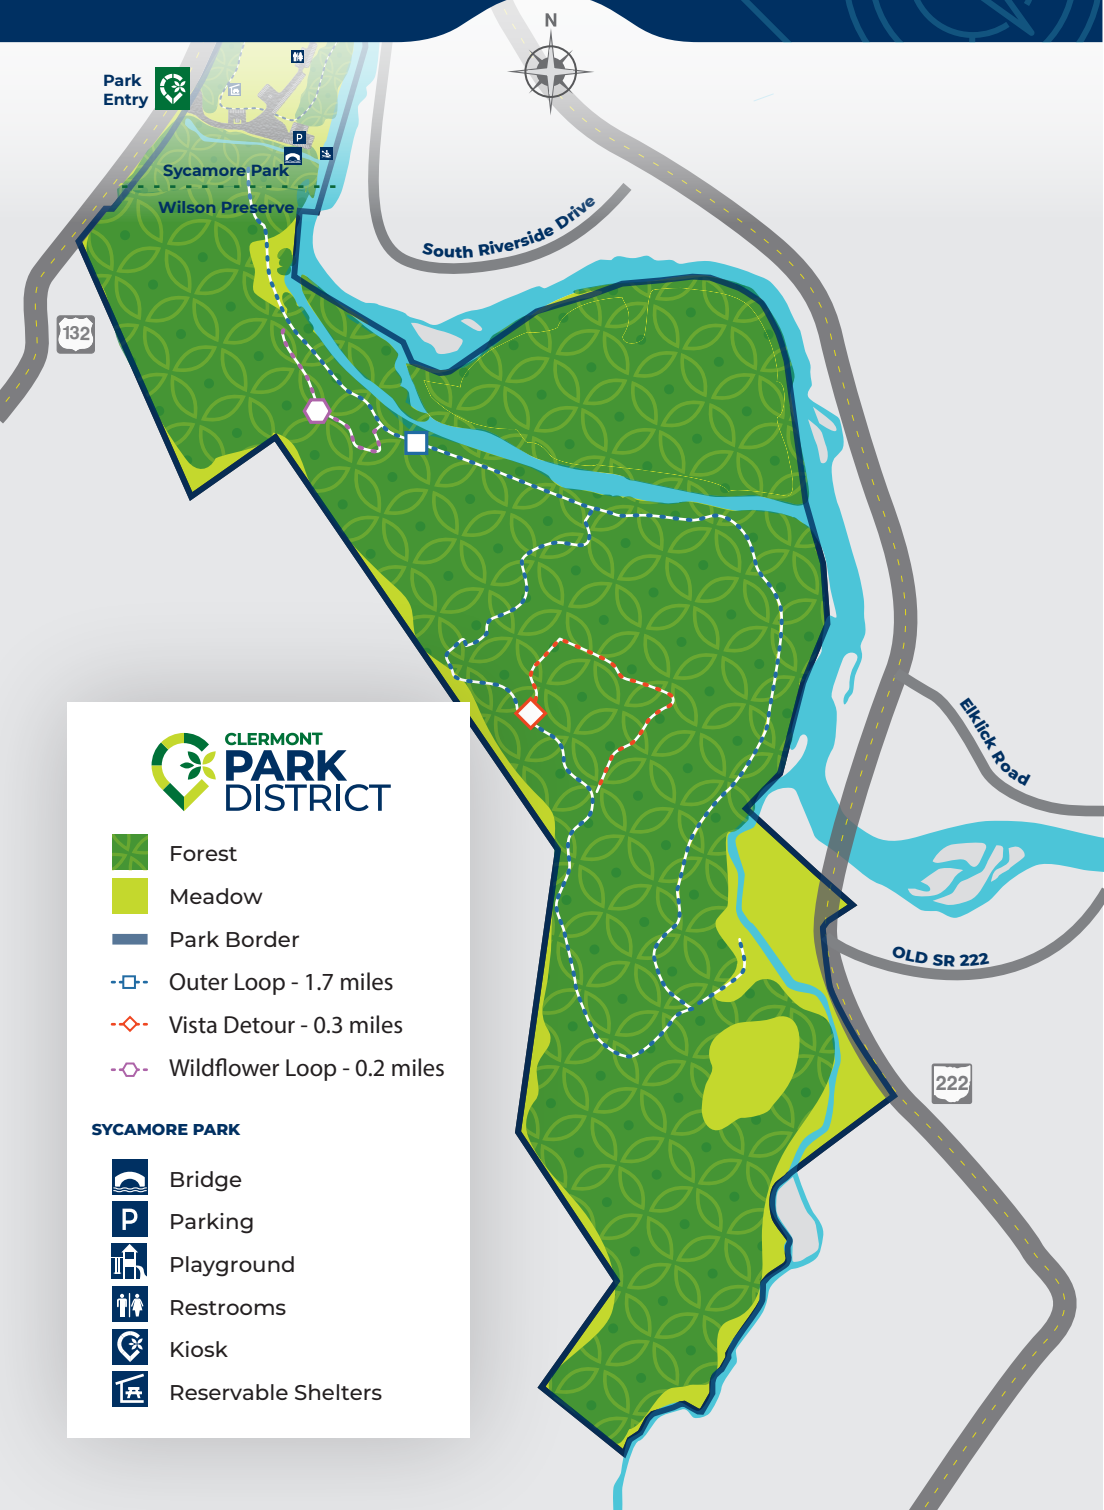 N
Park
Entry
P
Sycamore Park
Wilson Preserve
South Riverside Drive
132
Elklick Road
OLD SR 222
222
CLERMONT
PARK
DISTRICT
Forest
Meadow
Park Border
Outer Loop - 1.7 miles
Vista Detour - 0.3 miles
Wildflower Loop - 0.2 miles
SYCAMORE PARK
Bridge
P Parking
Playground
Restrooms
Kiosk
Reservable Shelters